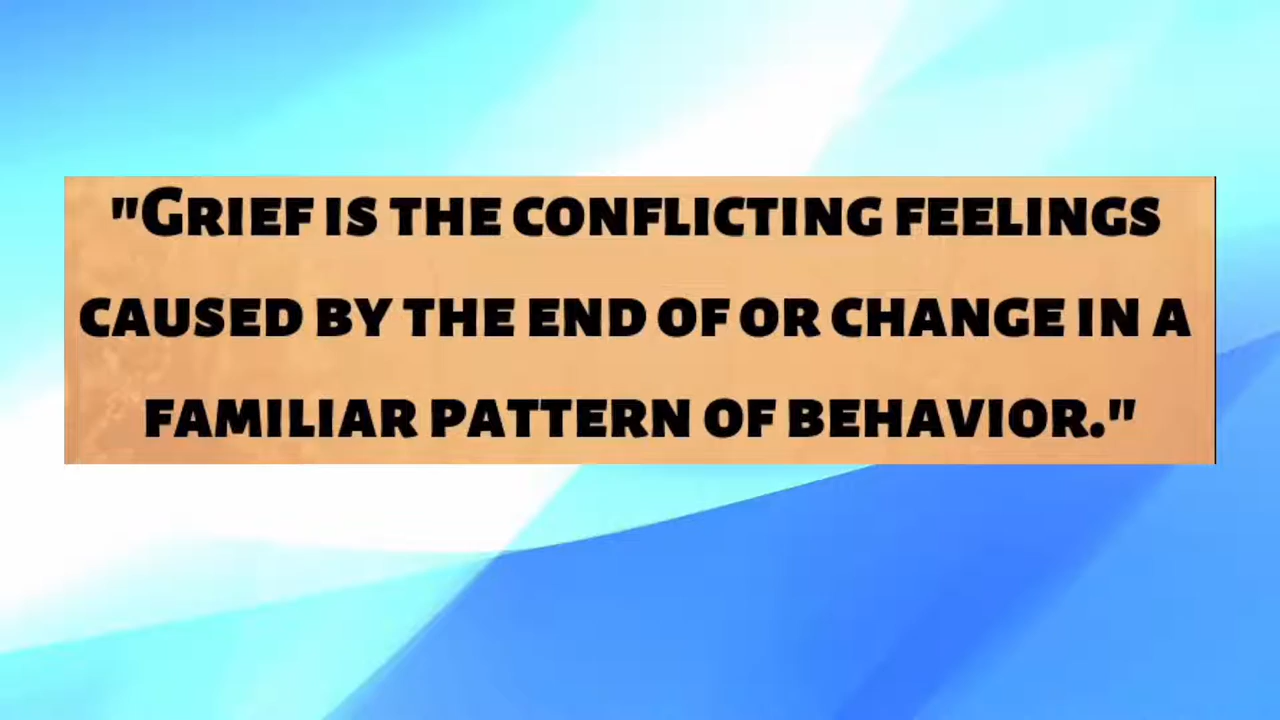 "Grief is the conflicting feelings
caused by the end of or change in a
familiar pattern of behavior."